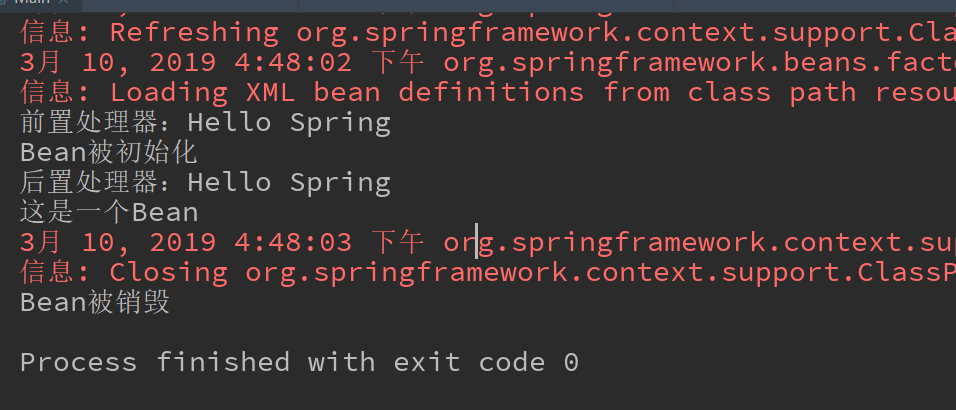 Main
信息: Refreshing org.springframework.context.support.Cla
3月 10, 2019 4:48:02 下午 org.springframework.beans.fact
信息: Loading XML bean definitions from class path resou
前置处理器：Hello Spring
Bean被初始化
后置处理器：Hello Spring
这是一个Bean
3月 10, 2019 4:48:03 下午 org.springframework.context.su
信息: Closing org.springframework.context.support.ClassP
Bean被销毁
Process finished with exit code 0